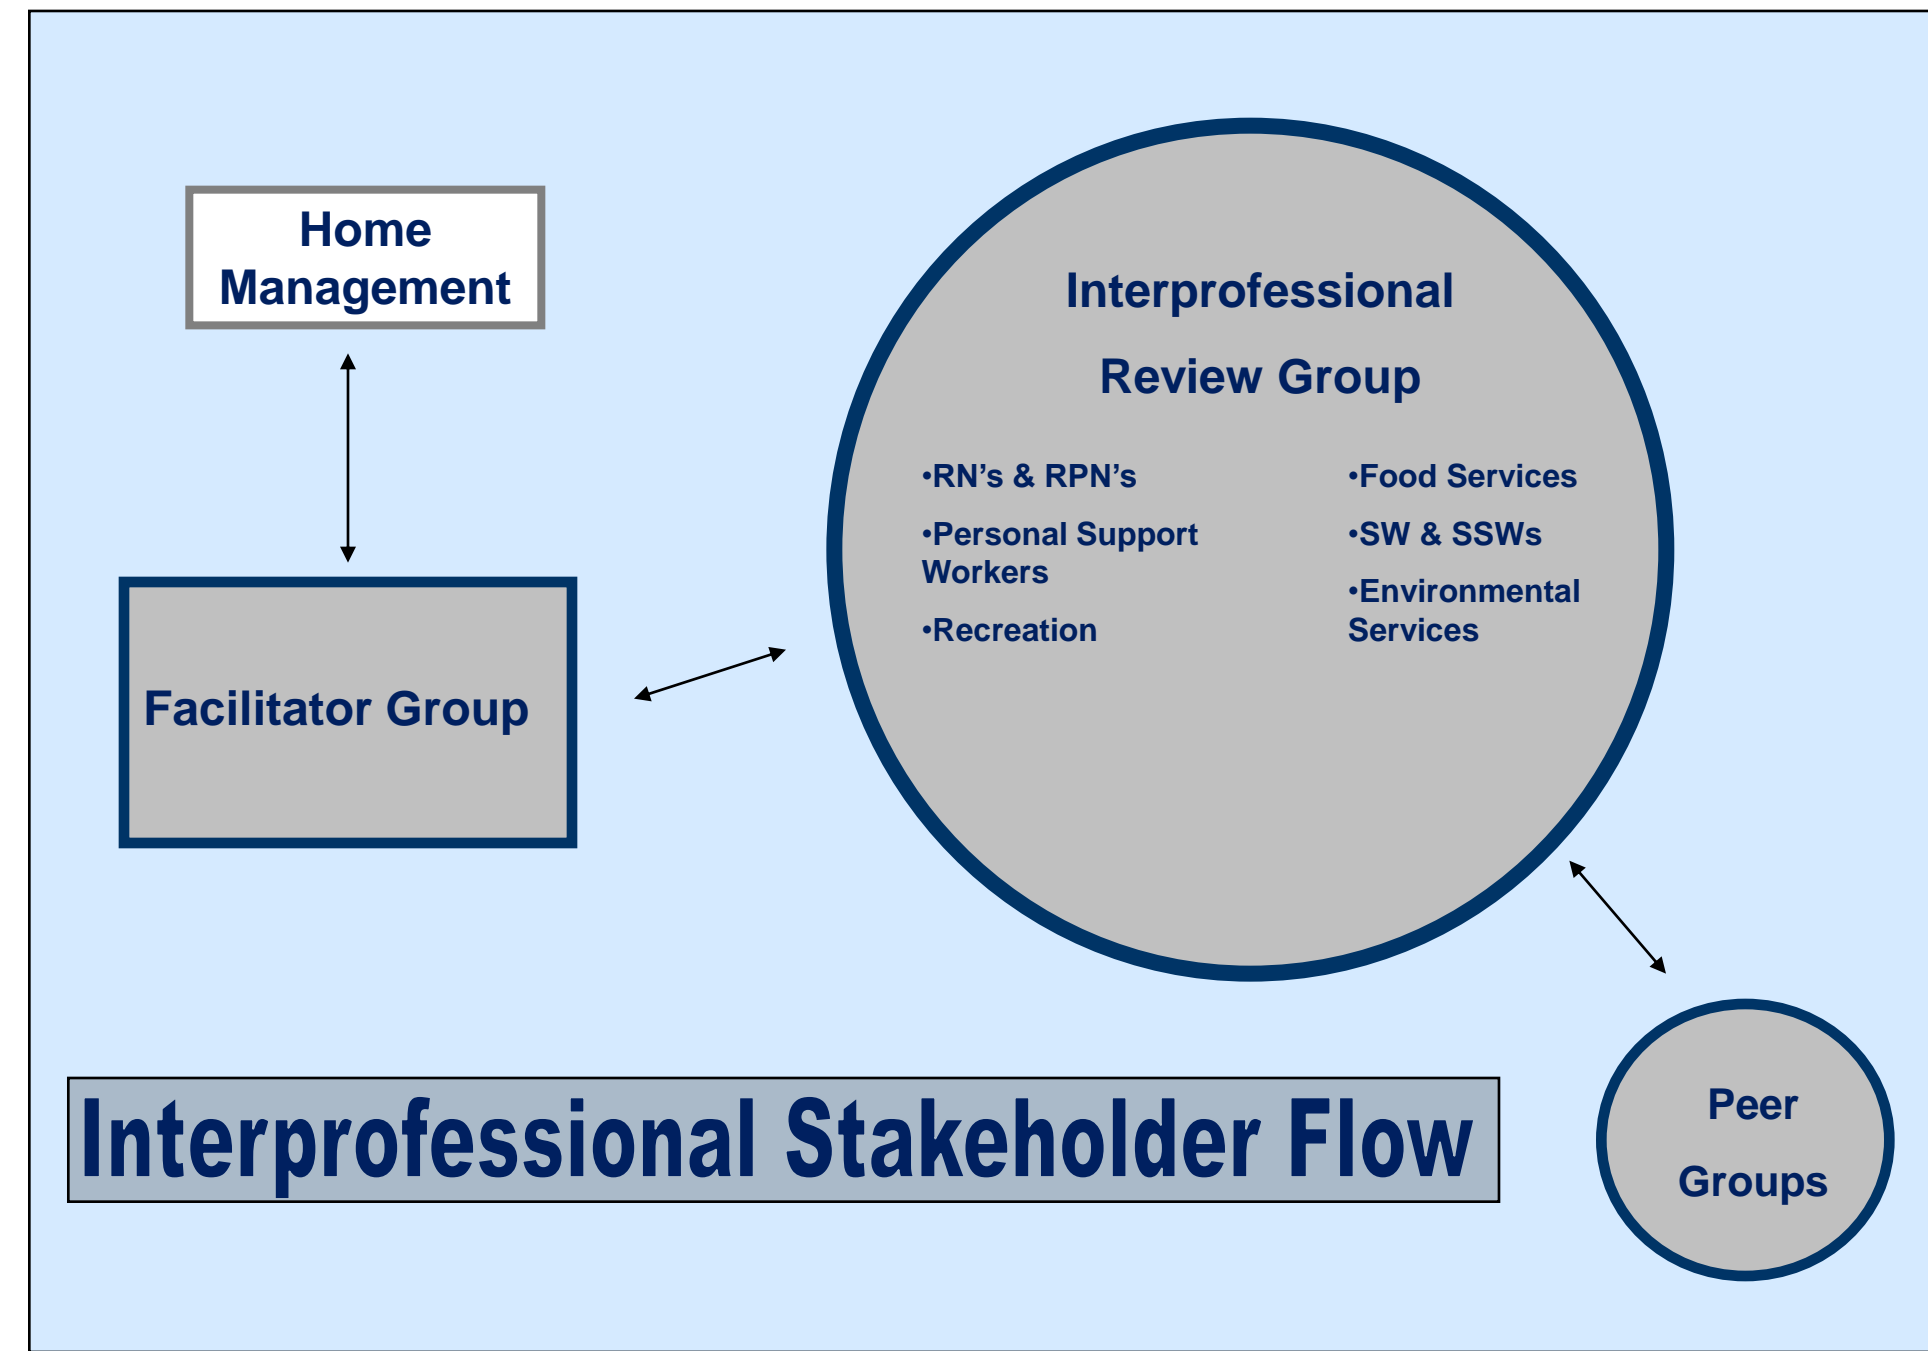 Home
Management
Facilitator Group
Interprofessional
Review Group
•RN’s & RPN’s
•Personal Support
Workers
•Recreation
•Food Services
•SW & SSWs
•Environmental
Services
Peer
Groups
Interprofessional Stakeholder Flow